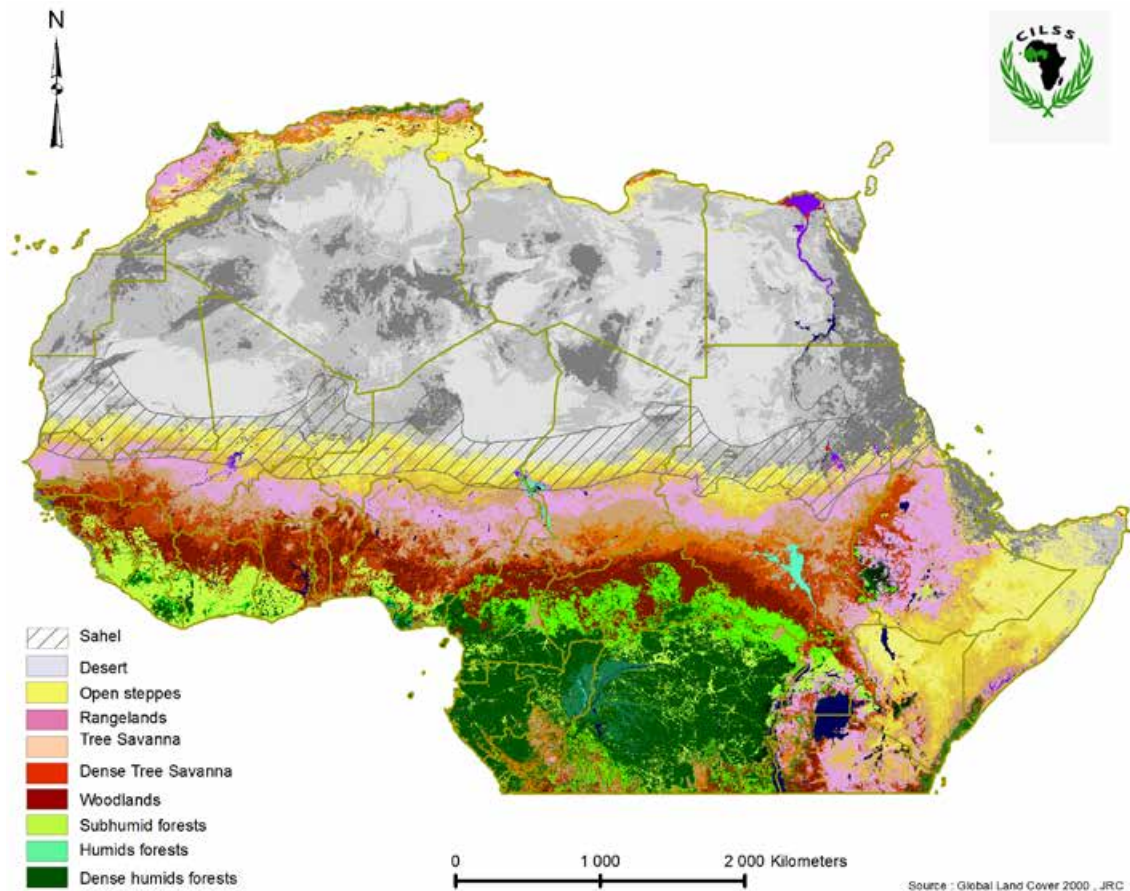 N
CILSS
Sahel
Desert
Open steppes
Rangelands
Tree Savanna
Dense Tree Savanna
Woodlands
Subhumid forests
Humids forests
Dense humids forests
0 1 000 2 000 Kilometers
Source : Global Land Cover 2000 , JRC